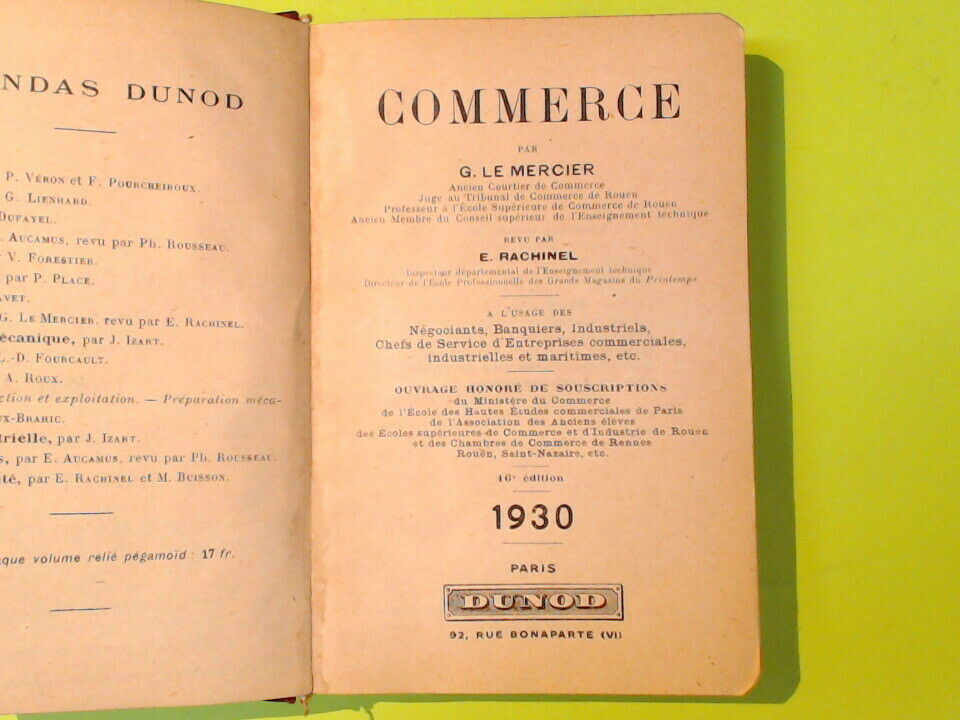 NDAS DUNOD
P. VÉRON et F. POURCHEIROUX.
G. LIENHARD.
DUFAYEL.
AUCAMUS, revu par Ph. ROUSSEAU.
V. FORESTIER.
par P. PLACE.
AVET.
G. LE MERCIER, revu par E. RACHINEL.
écanique, par J. IZART.
L.-D. FOURCAULT.
A. ROUX.
ction et exploitation. — Préparation méca-
UX-BRAHIC.
trielle, par J. IZART.
s, par E. AUCAMUS, revu par Ph. ROUSSEAU.
ité, par E. RACHINEL et M. BUISSON.
que volume relié pégamoïd : 17 fr.
COMMERCE
PAR
G. LE MERCIER
Ancien Courtier de Commerce
Juge au Tribunal de Commerce de Rouen
Professeur à l'École Supérieure de Commerce de Rouen
Ancien Membre du Conseil supérieur de l'Enseignement technique
REVU PAR
E. RACHINEL
Inspecteur départemental de l'Enseignement technique
Directeur de l'École Professionnelle des Grands Magasins du Printemps
A L'USAGE DES
Négociants, Banquiers, Industriels,
Chefs de Service d'Entreprises commerciales,
industrielles et maritimes, etc.
OUVRAGE HONORÉ DE SOUSCRIPTIONS
du Ministère du Commerce
de l'École des Hautes Études commerciales de Paris
de l'Association des Anciens élèves
des Écoles supérieures de Commerce et d'Industrie de Rouen
et des Chambres de Commerce de Rennes
Rouen, Saint-Nazaire, etc.
16e édition
1930
PARIS
DUNOD
92, RUE BONAPARTE (VI)